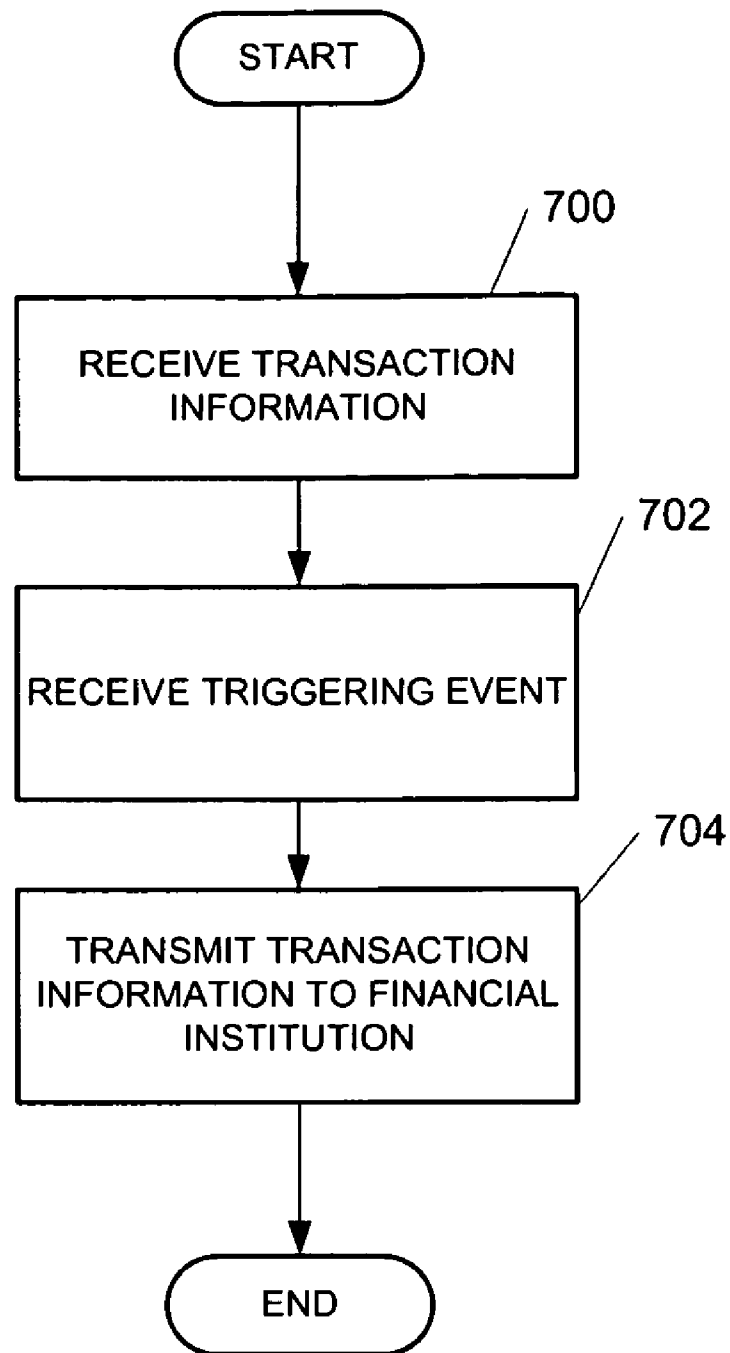 START
700
RECEIVE TRANSACTION
INFORMATION
702
RECEIVE TRIGGERING EVENT
704
TRANSMIT TRANSACTION
INFORMATION TO FINANCIAL
INSTITUTION
END